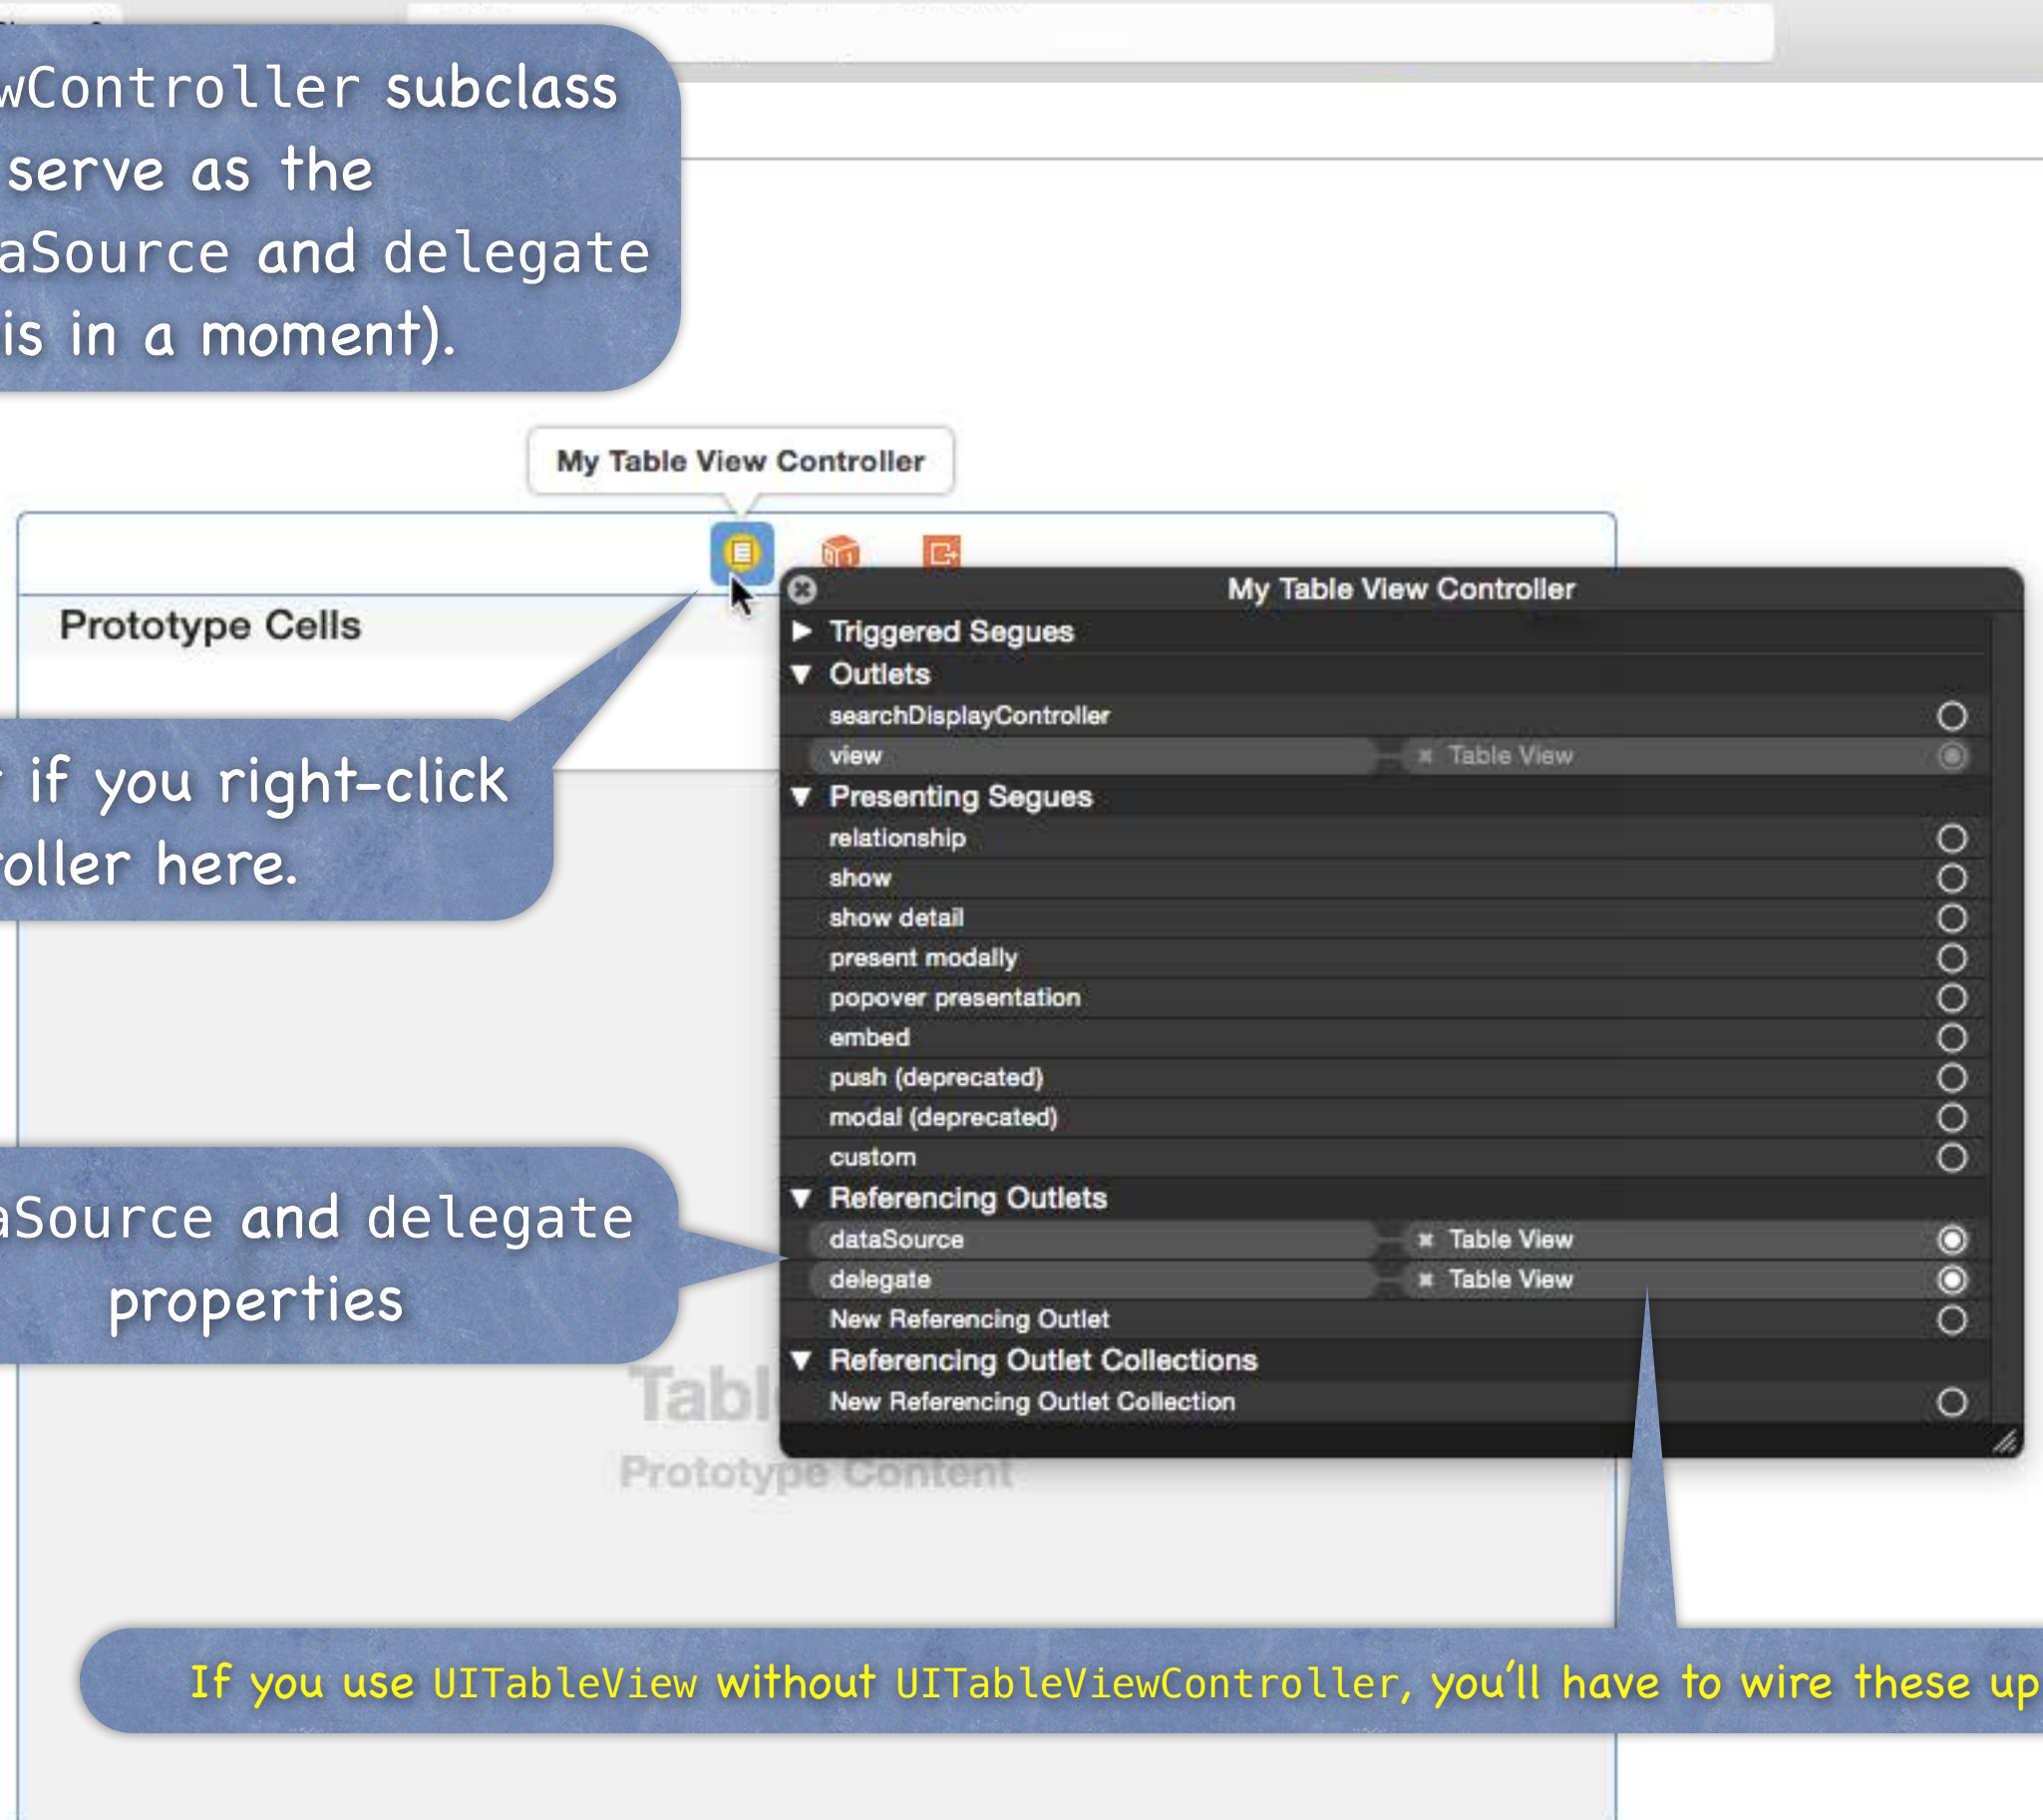 wController subclass
serve as the
aSource and delegate
is in a moment).
My Table View Controller
My Table View Controller
Prototype Cells
Triggered Segues
Outlets
searchDisplayController
view Table View
if you right-click
oller here.
Presenting Segues
relationship
show
show detail
present modally
popover presentation
embed
push (deprecated)
modal (deprecated)
custom
Referencing Outlets
aSource and delegate
properties
dataSource Table View
delegate Table View
New Referencing Outlet
Referencing Outlet Collections
New Referencing Outlet Collection
Tabl
Prototype Content
If you use UITableView without UITableViewController, you'll have to wire these up